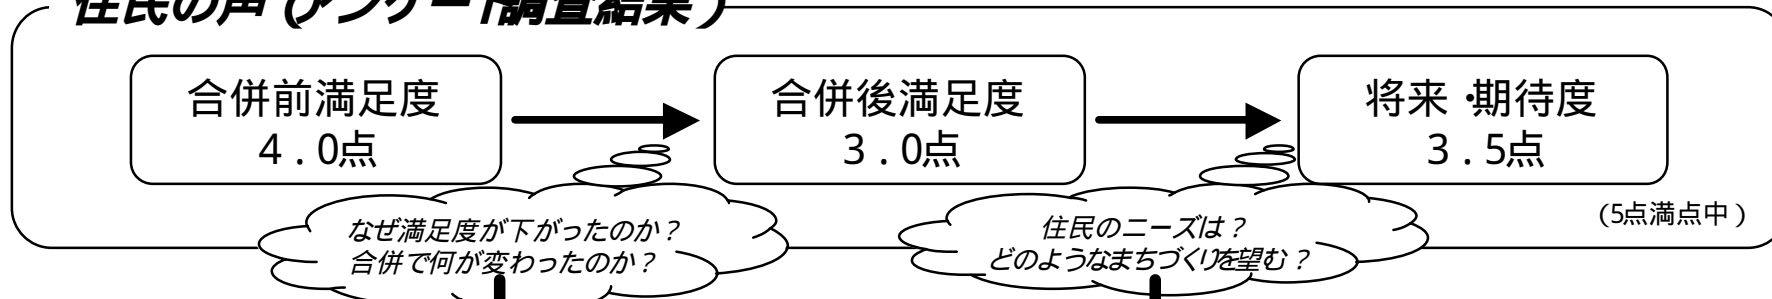 住民の声（アンケート調査結果）
合併前満足度
４．０点
合併後満足度
３．０点
将来・期待度
３．５点
（5点満点中）
なぜ満足度が下がったのか？
合併で何が変わったのか？
住民のニーズは？
どのようなまちづくりを望む？